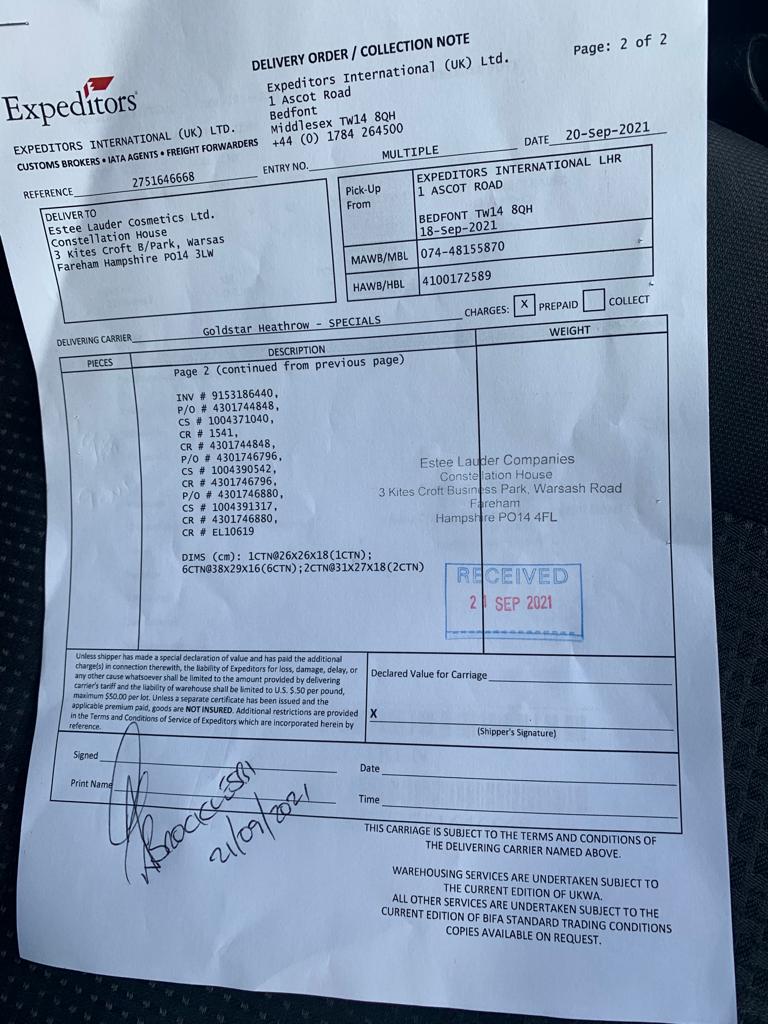 DELIVERY ORDER / COLLECTION NOTE
Page: 2 of 2
Expeditors
Expeditors International (UK) Ltd.
1 Ascot Road
Bedfont
Middlesex TW14 8QH
+44 (0) 1784 264500
EXPEDITORS INTERNATIONAL (UK) LTD.
CUSTOMS BROKERS • IATA AGENTS • FREIGHT FORWARDERS
REFERENCE 2751646668 ENTRY NO. MULTIPLE DATE 20-Sep-2021
DELIVER TO
Estee Lauder Cosmetics Ltd.
Constellation House
3 Kites Croft B/Park, Warsas
Fareham Hampshire PO14 3LW
Pick-Up From
EXPEDITORS INTERNATIONAL LHR
1 ASCOT ROAD
BEDFONT TW14 8QH
18-Sep-2021
MAWB/MBL 074-48155870
HAWB/HBL 4100172589
DELIVERING CARRIER Goldstar Heathrow - SPECIALS CHARGES: X PREPAID COLLECT
PIECES DESCRIPTION WEIGHT
Page 2 (continued from previous page)
INV # 9153186440,
P/O # 4301744848,
CS # 1004371040,
CR # 1541,
CR # 4301744848,
P/O # 4301746796,
CS # 1004390542,
CR # 4301746796,
P/O # 4301746880,
CS # 1004391317,
CR # 4301746880,
CR # EL10619
DIMS (cm): 1CTN@26X26X18(1CTN);
6CTN@38X29X16(6CTN);2CTN@31X27X18(2CTN)
Estee Lauder Companies
Constellation House
3 Kites Croft Business Park, Warsash Road
Fareham
Hampshire PO14 4FL
RECEIVED
21 SEP 2021
Unless shipper has made a special declaration of value and has paid the additional
charge(s) in connection therewith, the liability of Expeditors for loss, damage, delay, or
any other cause whatsoever shall be limited to the amount provided by delivering
carrier's tariff and the liability of warehouse shall be limited to U.S. $.50 per pound,
maximum $50.00 per lot. Unless a separate certificate has been issued and the
applicable premium paid, goods are NOT INSURED. Additional restrictions are provided
in the Terms and Conditions of Service of Expeditors which are incorporated herein by
reference.
Declared Value for Carriage
X
(Shipper's Signature)
Signed
Print Name
Date
Time
21/09/2021
THIS CARRIAGE IS SUBJECT TO THE TERMS AND CONDITIONS OF
THE DELIVERING CARRIER NAMED ABOVE.
WAREHOUSING SERVICES ARE UNDERTAKEN SUBJECT TO
THE CURRENT EDITION OF UKWA.
ALL OTHER SERVICES ARE UNDERTAKEN SUBJECT TO THE
CURRENT EDITION OF BIFA STANDARD TRADING CONDITIONS
COPIES AVAILABLE ON REQUEST.